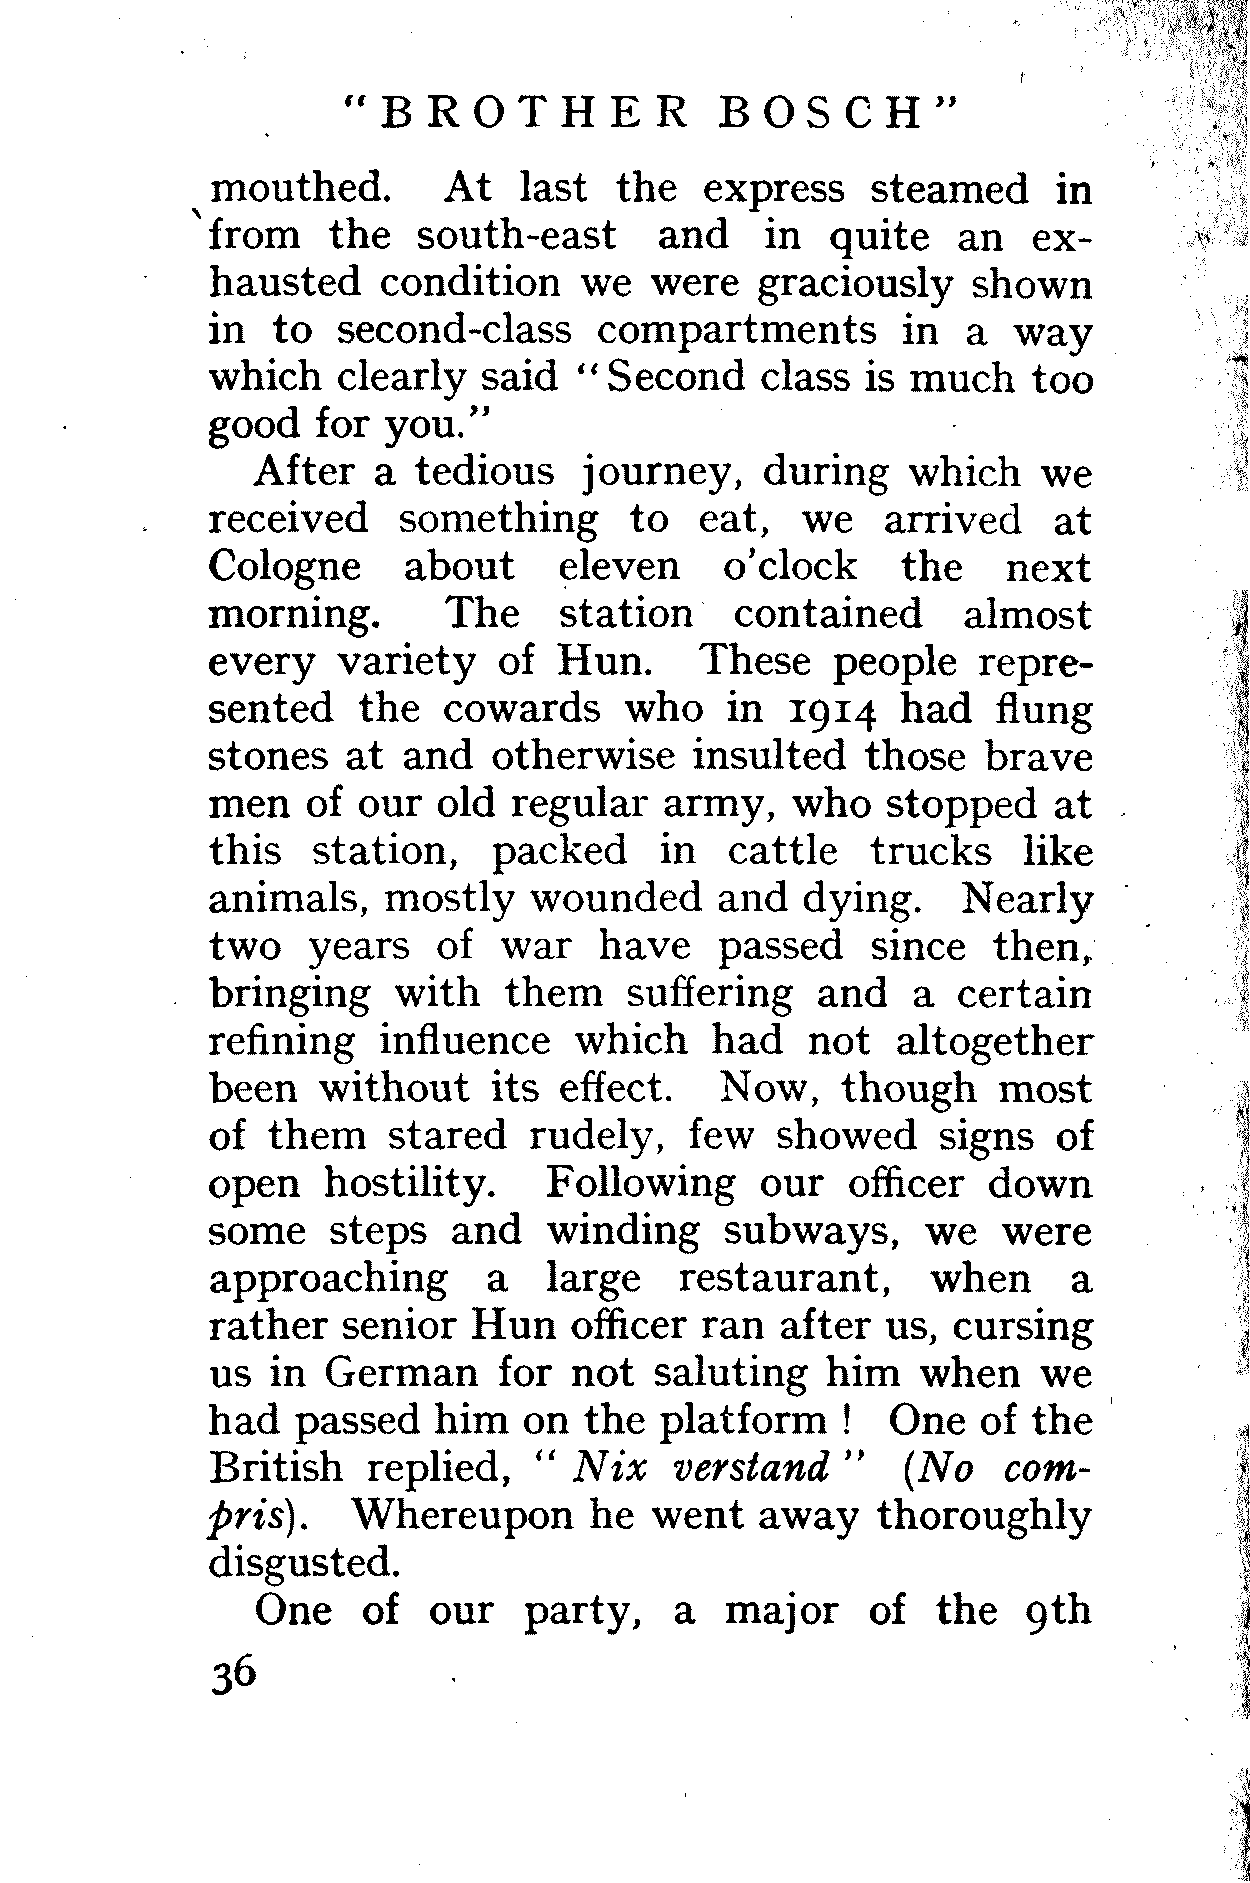 "BROTHER BOSCH"
mouthed. At last the express steamed in
from the south-east and in quite an ex-
hausted condition we were graciously shown
in to second-class compartments in a way
which clearly said "Second class is much too
good for you."
After a tedious journey, during which we
received something to eat, we arrived at
Cologne about eleven o'clock the next
morning. The station contained almost
every variety of Hun. These people repre-
sented the cowards who in 1914 had flung
stones at and otherwise insulted those brave
men of our old regular army, who stopped at
this station, packed in cattle trucks like
animals, mostly wounded and dying. Nearly
two years of war have passed since then,
bringing with them suffering and a certain
refining influence which had not altogether
been without its effect. Now, though most
of them stared rudely, few showed signs of
open hostility. Following our officer down
some steps and winding subways, we were
approaching a large restaurant, when a
rather senior Hun officer ran after us, cursing
us in German for not saluting him when we
had passed him on the platform ! One of the
British replied, " Nix verstand " (No com-
pris). Whereupon he went away thoroughly
disgusted.
One of our party, a major of the 9th
36